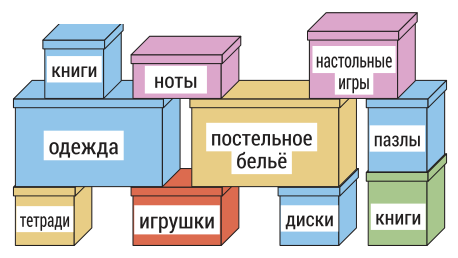 книги
ноты
настольные
игры
одежда
постельное
бельё
пазлы
тетради
игрушки
диски
книги